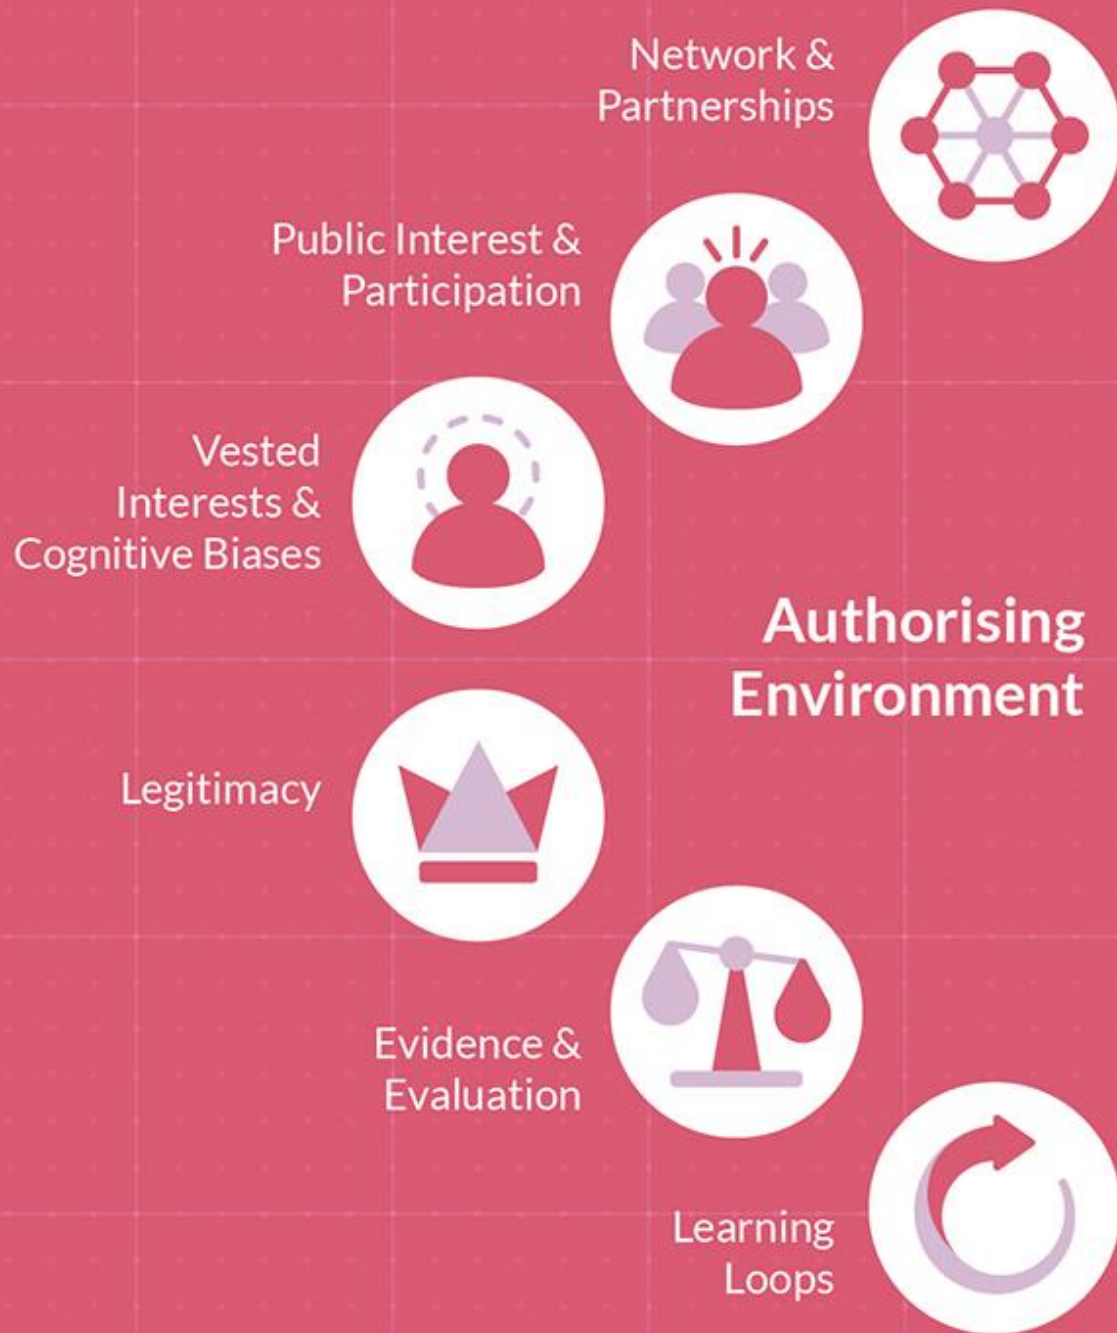 Network &
Partnerships
Public Interest &
Participation
Vested
Interests &
Cognitive Biases
Authorising
Environment
Legitimacy
Evidence &
Evaluation
Learning
Loops